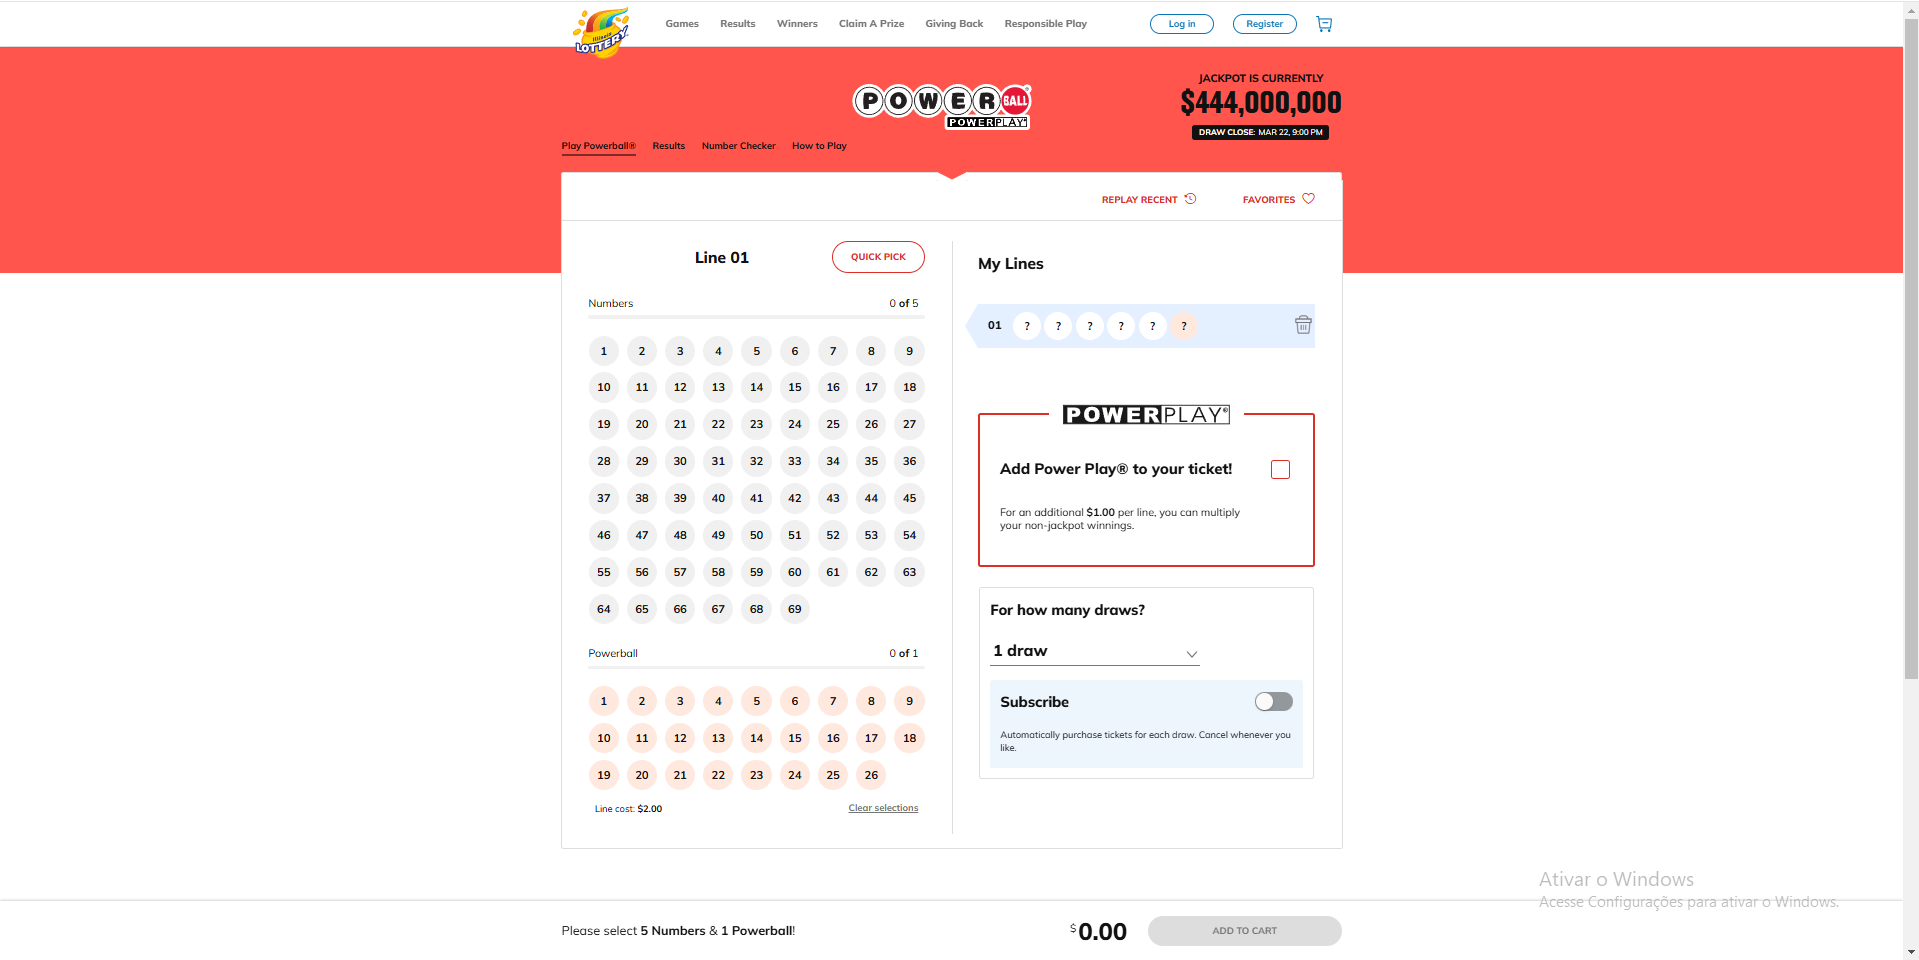 Illinois
LOTTERY
Games Results Winners Claim A Prize Giving Back Responsible Play
Log in
Register
POWER BALL®
POWERPLAY®
JACKPOT IS CURRENTLY
$444,000,000
DRAW CLOSE: MAR 22, 9:00 PM
Play Powerball® Results Number Checker How to Play
REPLAY RECENT
FAVORITES
Line 01
QUICK PICK
Numbers 0 of 5
1 2 3 4 5 6 7 8 9
10 11 12 13 14 15 16 17 18
19 20 21 22 23 24 25 26 27
28 29 30 31 32 33 34 35 36
37 38 39 40 41 42 43 44 45
46 47 48 49 50 51 52 53 54
55 56 57 58 59 60 61 62 63
64 65 66 67 68 69
Powerball 0 of 1
1 2 3 4 5 6 7 8 9
10 11 12 13 14 15 16 17 18
19 20 21 22 23 24 25 26
Line cost: $2.00
Clear selections
My Lines
01 ? ? ? ? ? ?
POWERPLAY®
Add Power Play® to your ticket!
For an additional $1.00 per line, you can multiply
your non-jackpot winnings.
For how many draws?
1 draw
Subscribe
Automatically purchase tickets for each draw. Cancel whenever you
like.
Ativar o Windows
Acesse Configurações para ativar o Windows.
Please select 5 Numbers & 1 Powerball!
$0.00
ADD TO CART